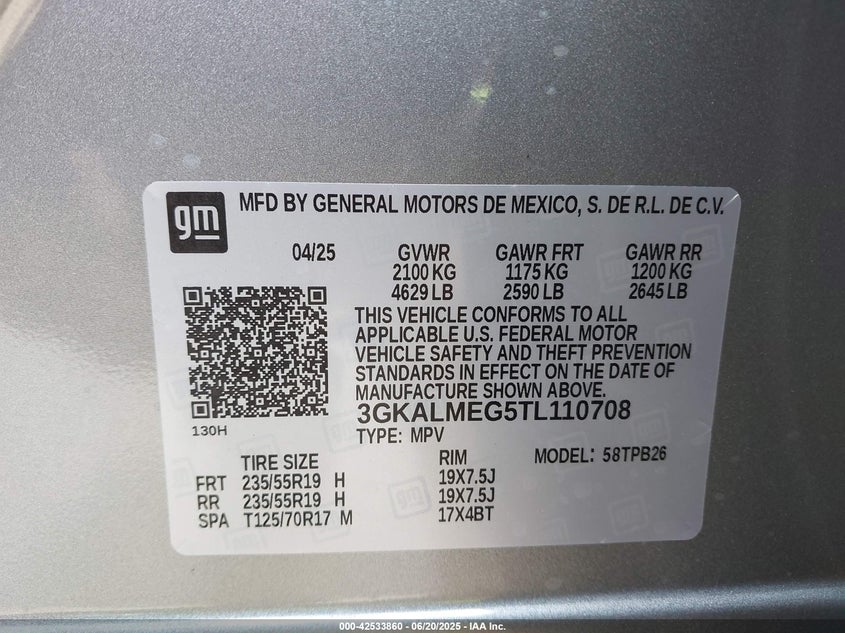 gm MFD BY GENERAL MOTORS DE MEXICO, S. DE R.L. DE C.V.
04/25 GVWR GAWR FRT GAWR RR
2100 KG 1175 KG 1200 KG
4629 LB 2590 LB 2645 LB
THIS VEHICLE CONFORMS TO ALL
APPLICABLE U.S. FEDERAL MOTOR
VEHICLE SAFETY AND THEFT PREVENTION
STANDARDS IN EFFECT ON THE DATE OF
MANUFACTURE SHOWN ABOVE.
3GKALMEG5TL110708
130H TYPE: MPV
TIRE SIZE RIM MODEL: 58TPB26
FRT 235/55R19 H 19X7.5J
RR 235/55R19 H 19X7.5J
SPA T125/70R17 M 17X4BT
000-42533860 - 06/20/2025 - IAA Inc.